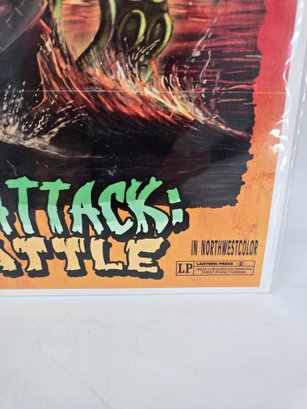 ATTACK:
ATTLE
IN NORTHWESTCOLOR
LP LANTERN PRESS